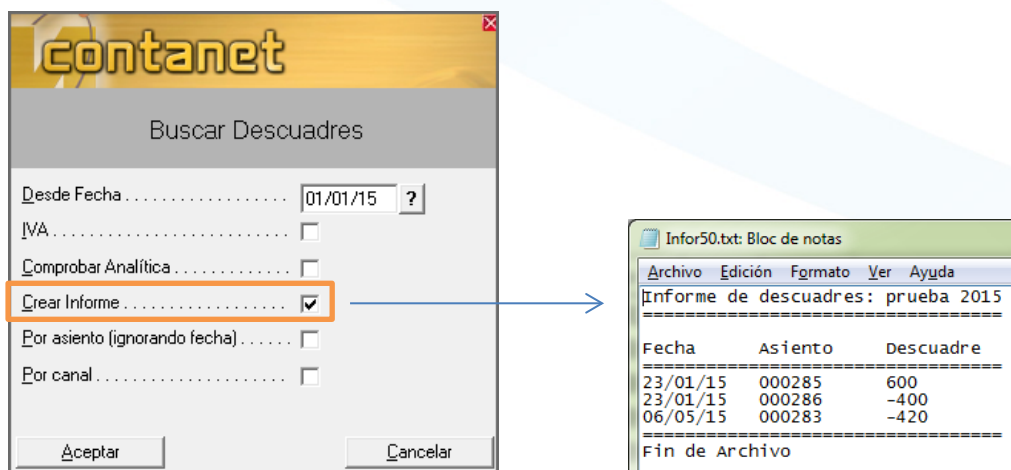 contanet
Buscar Descuadres
Desde Fecha . . . . . . . . . . . . . . . . . . 01/01/15 ?
IVA . . . . . . . . . . . . . . . . . . . . . . . . . .
Comprobar Analítica . . . . . . . . . . . . .
Crear Informe . . . . . . . . . . . . . . . . . .
Por asiento (ignorando fecha) . . . . . .
Por canal . . . . . . . . . . . . . . . . . . . . .
Aceptar Cancelar
Infor50.txt: Bloc de notas
Archivo Edición Formato Ver Ayuda
Informe de descuadres: prueba 2015
==================================
Fecha Asiento Descuadre
==================================
23/01/15 000285 600
23/01/15 000286 -400
06/05/15 000283 -420
==================================
Fin de Archivo